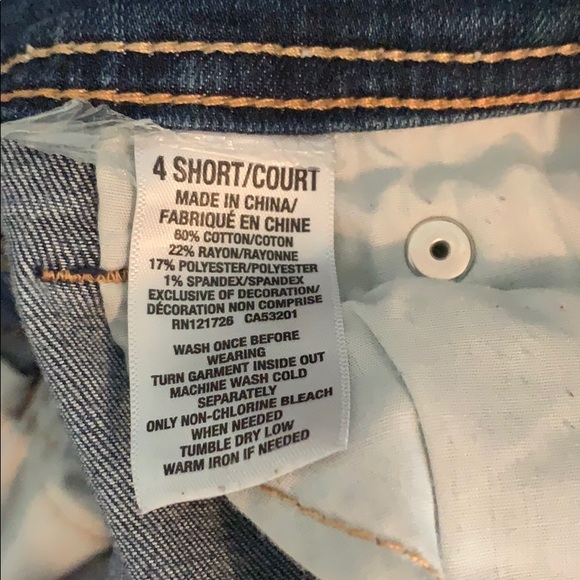 4 SHORT/COURT
MADE IN CHINA/
FABRIQUÉ EN CHINE
60% COTTON/COTON
22% RAYON/RAYONNE
17% POLYESTER/POLYESTER
1% SPANDEX/SPANDEX
EXCLUSIVE OF DECORATION/
DÉCORATION NON COMPRISE
RN121726 CA53201
WASH ONCE BEFORE
WEARING
TURN GARMENT INSIDE OUT
MACHINE WASH COLD
SEPARATELY
ONLY NON-CHLORINE BLEACH
WHEN NEEDED
TUMBLE DRY LOW
WARM IRON IF NEEDED